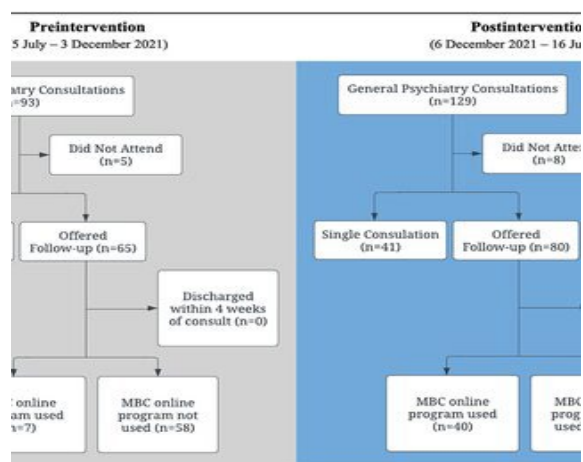 Preintervention
5 July – 3 December 2021)
Postinterventio
(6 December 2021 – 16 Ju
atry Consultations
=93)
Did Not Attend
(n=5)
Offered
Follow-up (n=65)
Discharged
within 4 weeks
of consult (n=0)
online
am used
n=7)
MBC online
program not
used (n=58)
General Psychiatry Consultations
(n=129)
Did Not Atte
(n=8)
Single Consulation
(n=41)
Offered
Follow-up (n=80)
MBC online
program used
(n=40)
MBC
prog
used